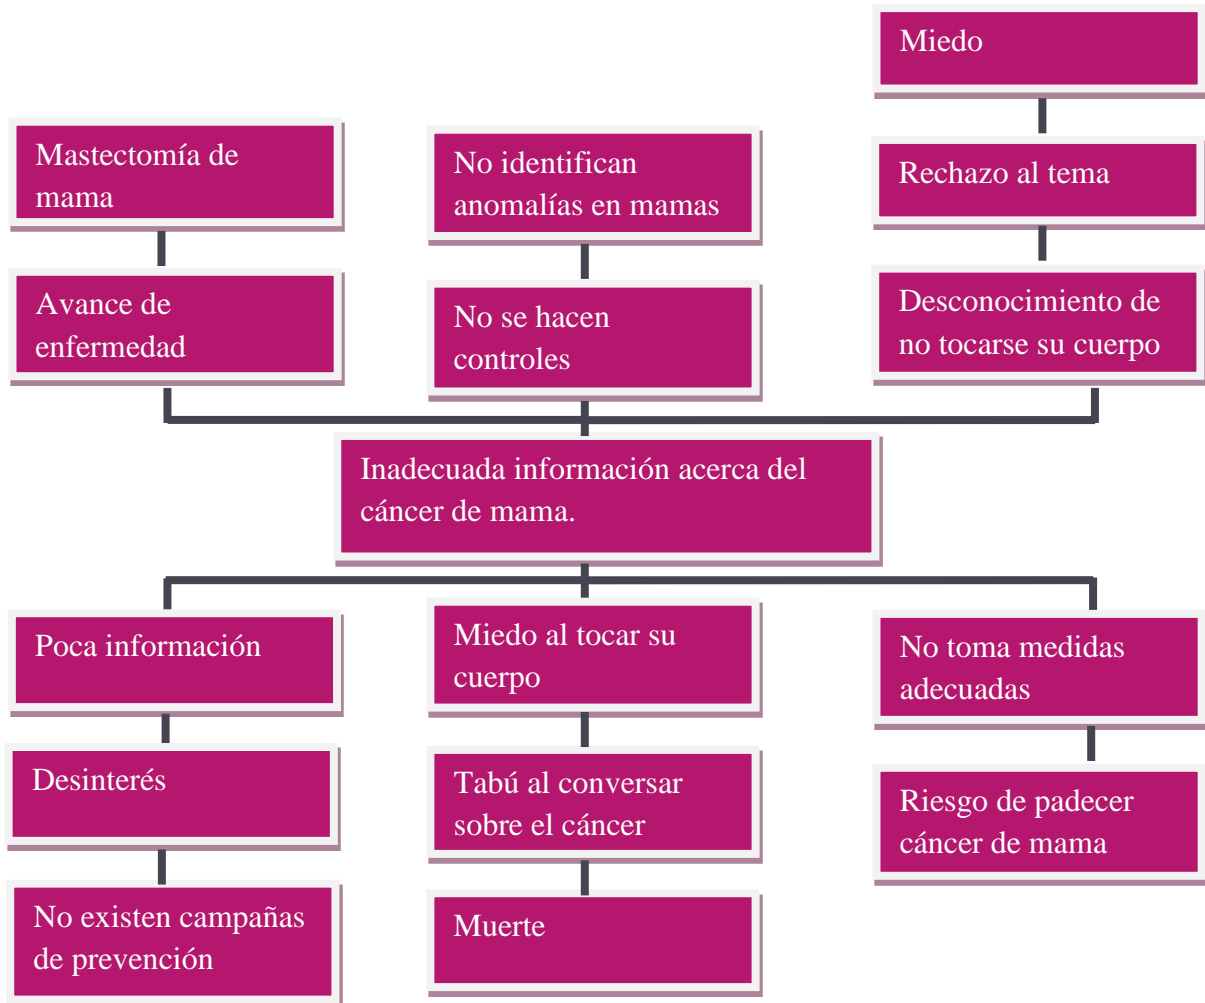 Miedo
Mastectomía de
mama
No identifican
anomalías en mamas
Rechazo al tema
Avance de
enfermedad
No se hacen
controles
Desconocimiento de
no tocarse su cuerpo
Inadecuada información acerca del
cáncer de mama.
Poca información
Miedo al tocar su
cuerpo
No toma medidas
adecuadas
Desinterés
Tabú al conversar
sobre el cáncer
Riesgo de padecer
cáncer de mama
No existen campañas
de prevención
Muerte